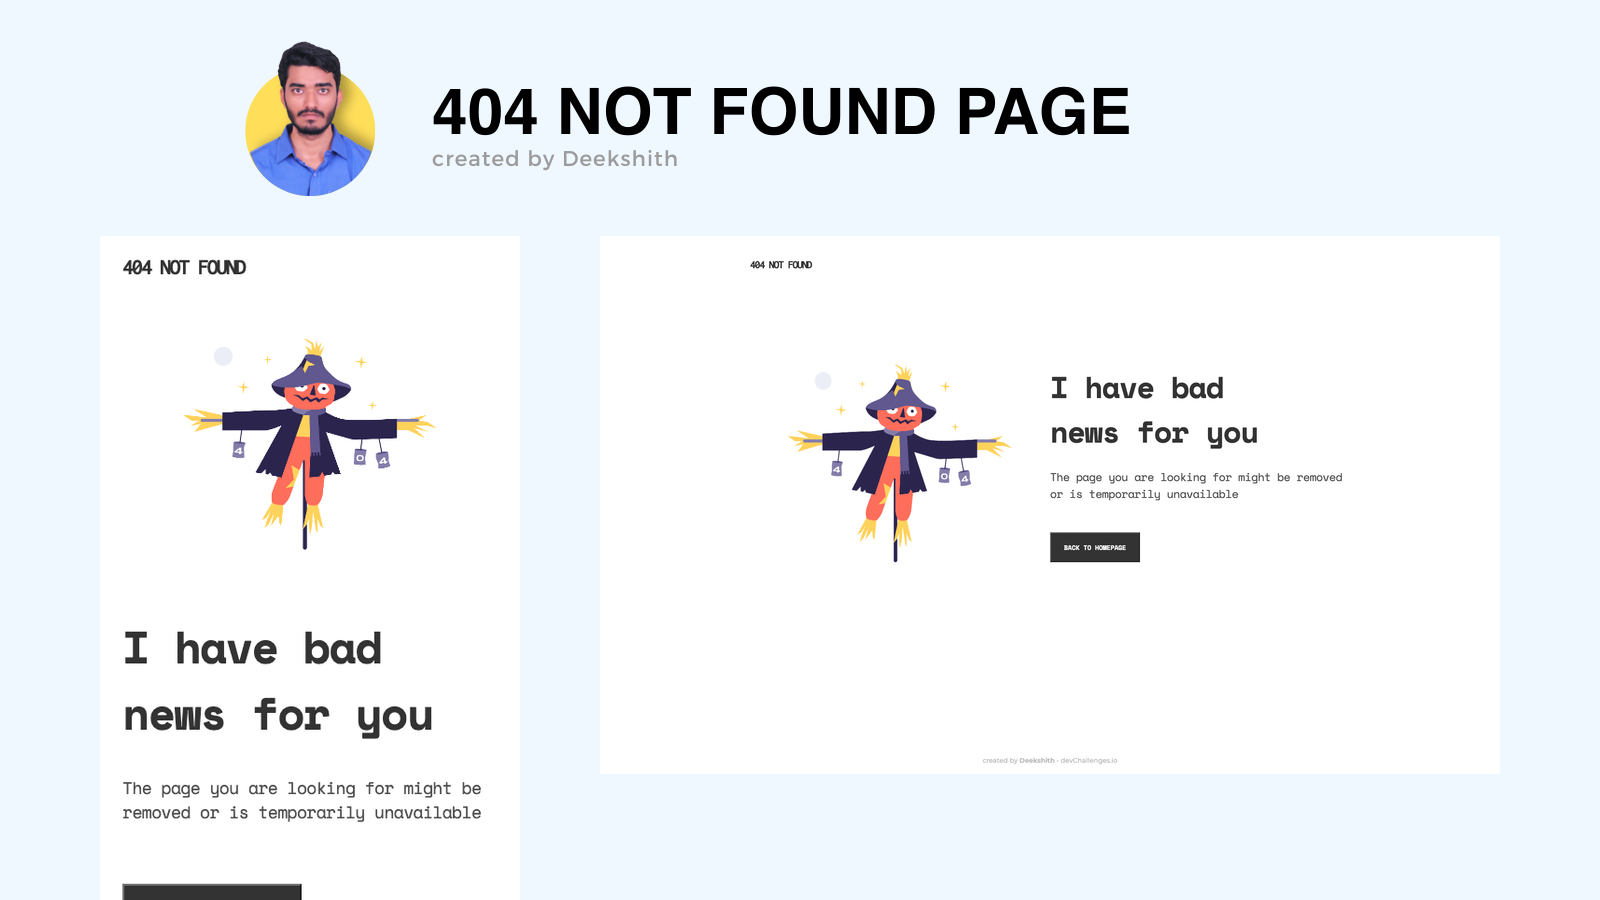 404 NOT FOUND PAGE
created by Deekshith
404 NOT FOUND
4
0
4
I have bad
news for you
The page you are looking for might be
removed or is temporarily unavailable
404 NOT FOUND
4
0
4
I have bad
news for you
The page you are looking for might be removed
or is temporarily unavailable
BACK TO HOMEPAGE
created by Deekshith - devChallenges.io